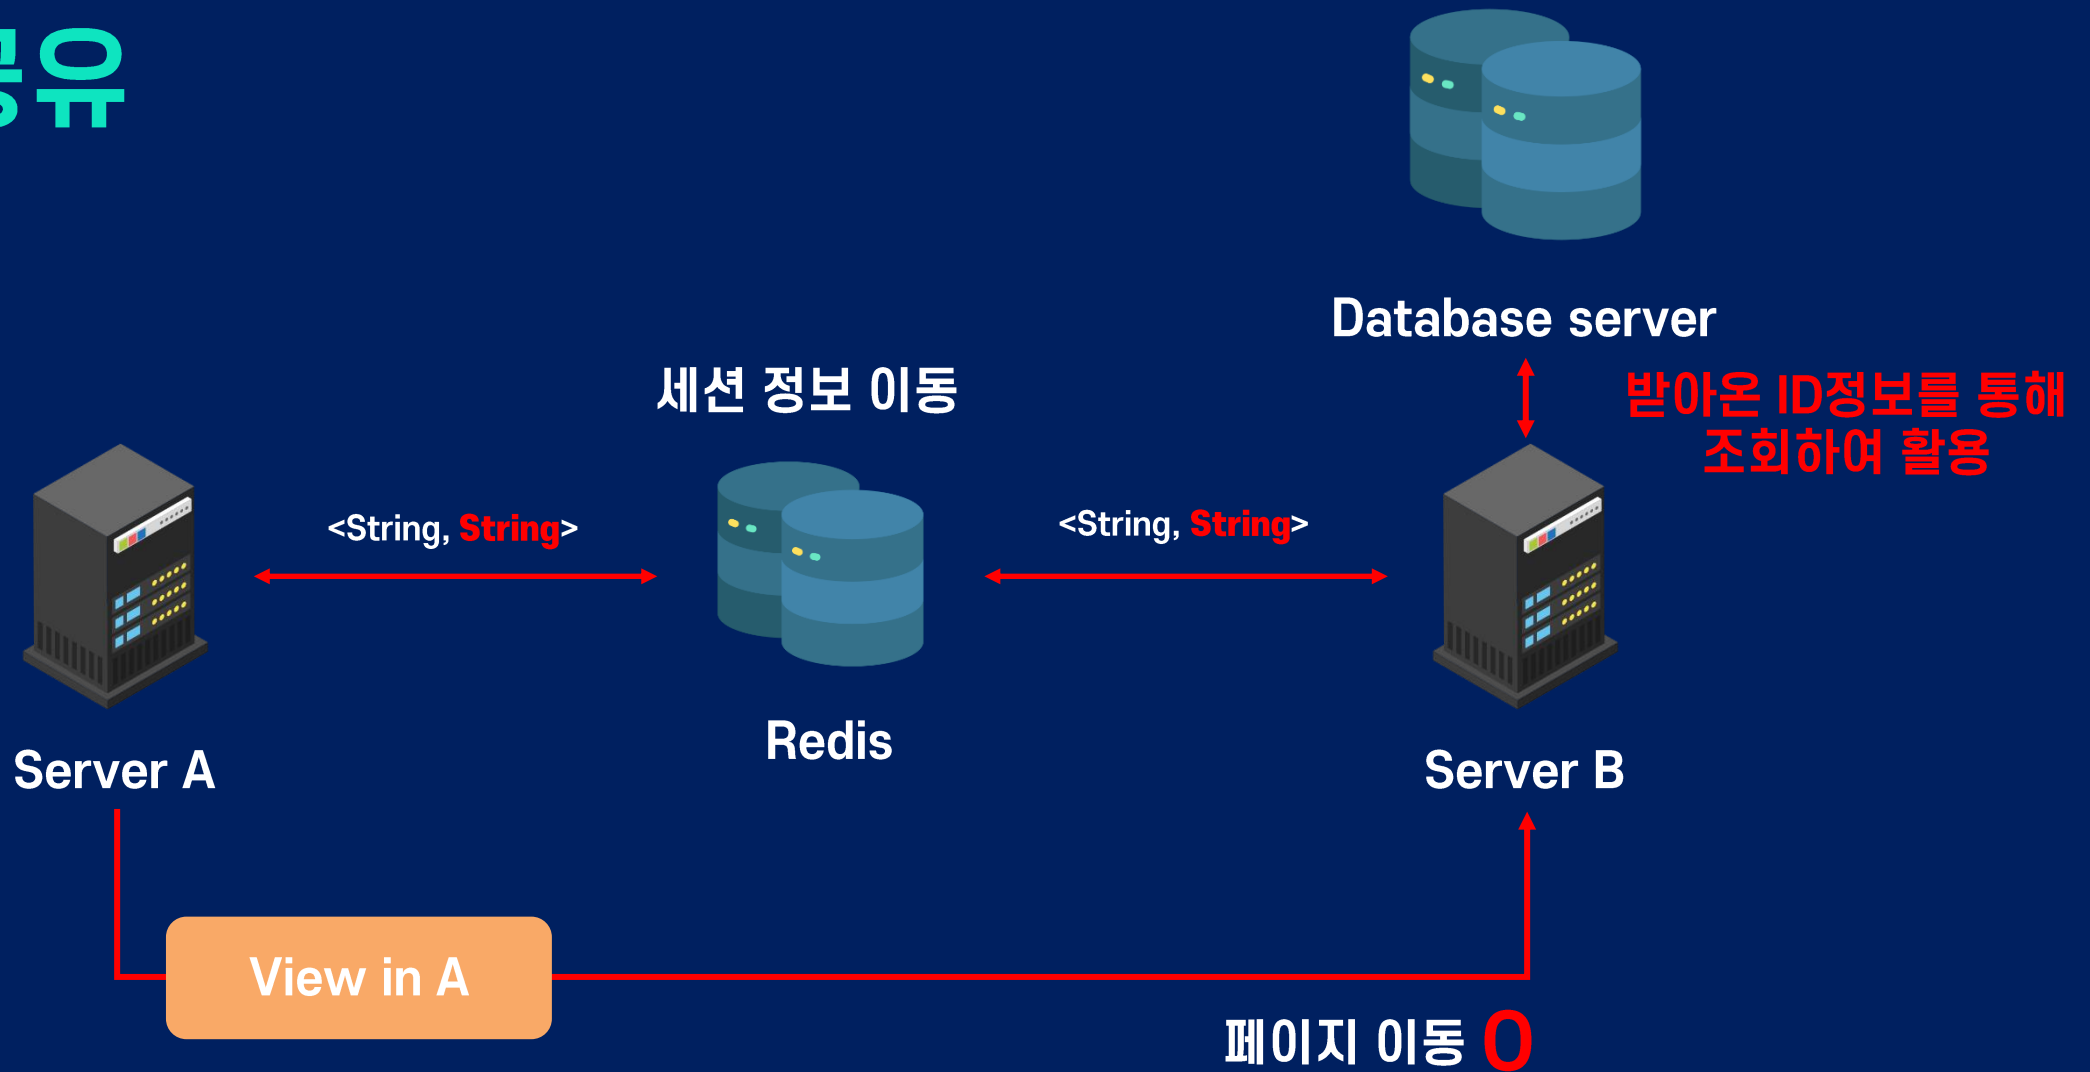 유
Database server
세션 정보 이동
받아온 ID정보를 통해
조회하여 활용
<String, String>
<String, String>
Redis
Server A
Server B
View in A
페이지 이동 O